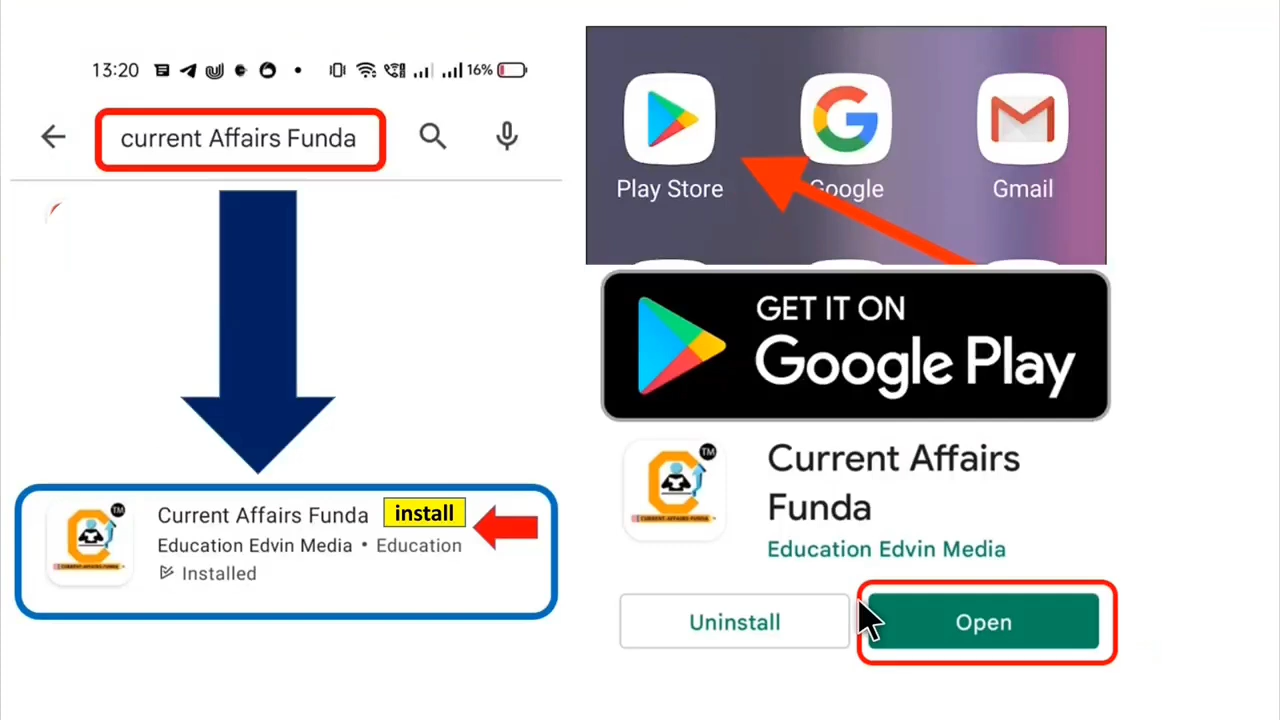 13:20
16%
current Affairs Funda
Current Affairs Funda install
Education Edvin Media • Education
Installed
Play Store
Google
Gmail
GET IT ON
Google Play
TM
Current Affairs
Funda
Education Edvin Media
Uninstall
Open